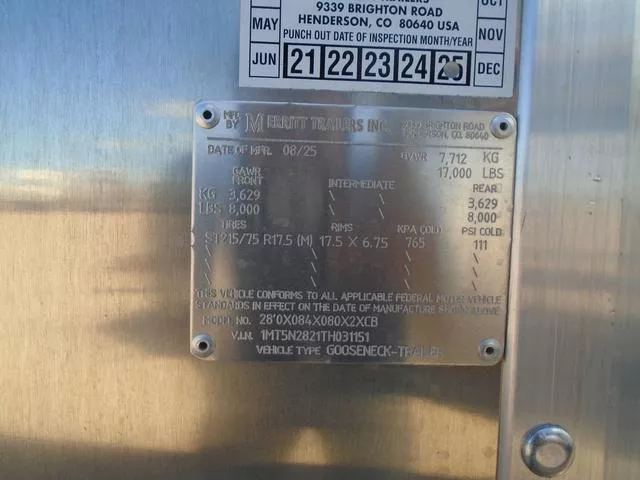 9339 BRIGHTON ROAD
HENDERSON, CO 80640 USA
PUNCH OUT DATE OF INSPECTION MONTH/YEAR
OCT
MAY NOV
JUN 21 22 23 24 25 DEC
MFG. BY MERRITT TRAILERS INC. 9339 BRIGHTON ROAD
HENDERSON, CO. 80640
DATE OF MFR. 08/25 GVWR 7,712 KG
17,000 LBS
GAWR
FRONT INTERMEDIATE REAR
KG 3,629 \ \ 3,629
LBS 8,000 \ \ 8,000
TIRES RIMS KPA COLD PSI COLD
ST215/75 R17.5 (M) 17.5 X 6.75 765 111
\ \ \ \
\ \ \ \
\ \ \ \
THIS VEHICLE CONFORMS TO ALL APPLICABLE FEDERAL MOTOR VEHICLE
STANDARDS IN EFFECT ON THE DATE OF MANUFACTURE SHOWN ABOVE
MODEL NO. 28'0X084X080X2XCB
V.I.N. 1MT5N2821TH031151
VEHICLE TYPE GOOSENECK-TRAILER